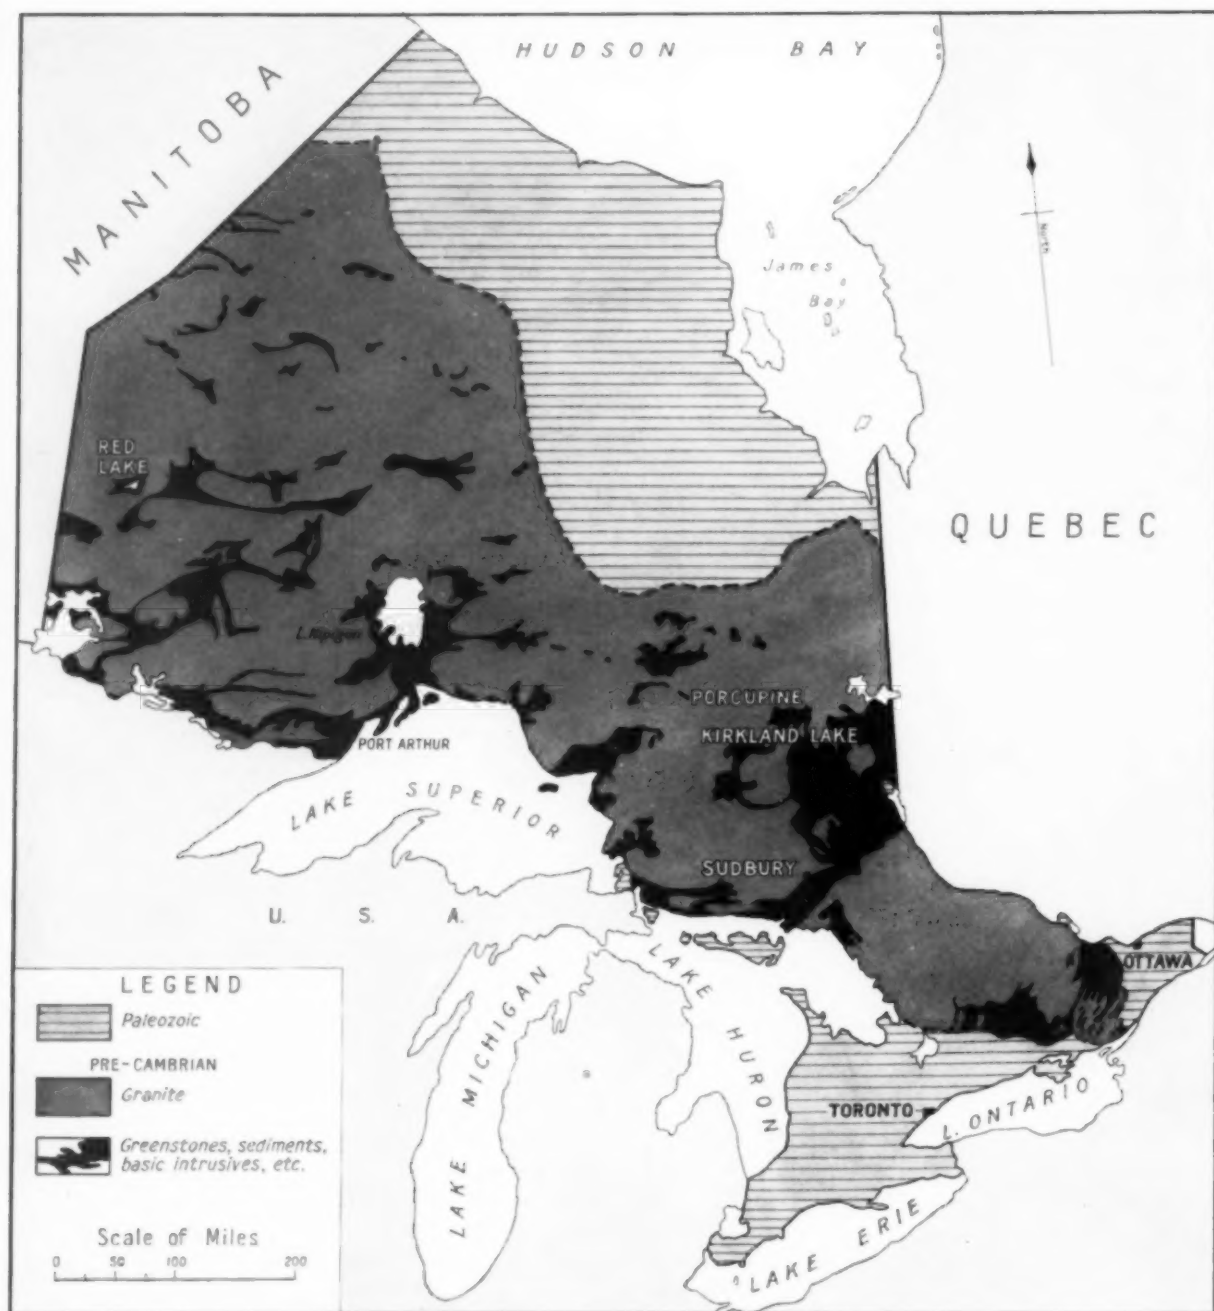 HUDSON BAY
MANITOBA
North
James
Bay
RED
LAKE
QUEBEC
L. Nipigon
PORCUPINE
KIRKLAND LAKE
PORT ARTHUR
LAKE SUPERIOR
SUDBURY
U. S. A.
OTTAWA
LAKE HURON
LAKE MICHIGAN
TORONTO
L. ONTARIO
LAKE ERIE
LEGEND
Paleozoic
PRE-CAMBRIAN
Granite
Greenstones, sediments,
basic intrusives, etc.
Scale of Miles
0 50 100 200